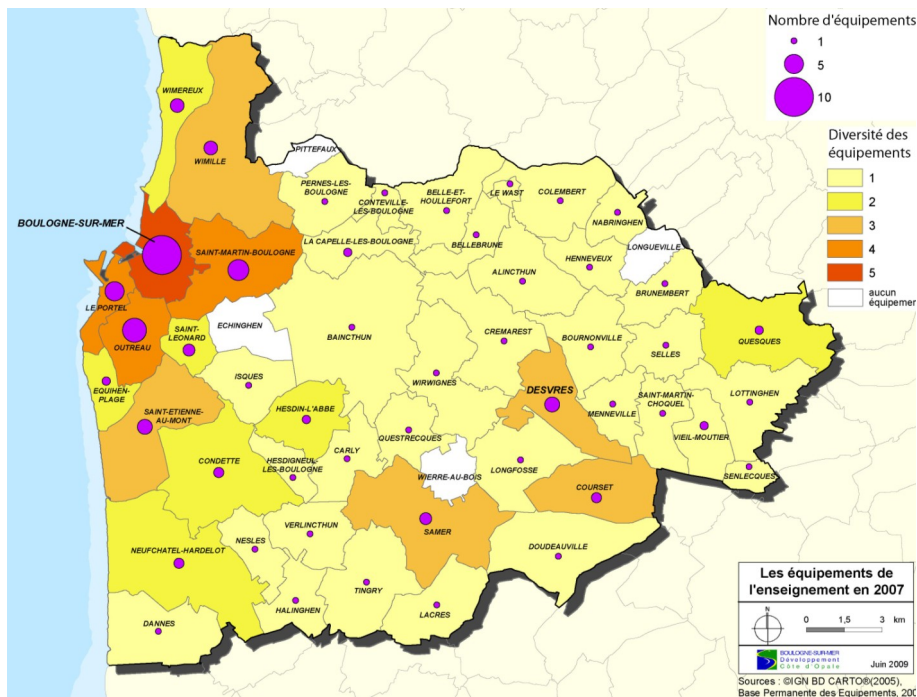 Nombre d'équipements
1
5
10
Diversité des
équipements
1
2
3
4
5
aucun
équipement
WIMEREUX
WIMILLE
PITTEFAUX
PERNES-LES-
BOULOGNE
CONTEVILLE-
LES-BOULOGNE
BELLE-ET-
HOULLEFORT
LE WAST
COLEMBERT
NABRINGHEN
BOULOGNE-SUR-MER
SAINT-MARTIN-BOULOGNE
LA CAPELLE-LES-BOULOGNE
BELLEBRUNE
LONGUEVILLE
HENNEVEUX
ALINCTHUN
BRUNEMBERT
LE PORTEL
ECHINGHEN
OUTREAU
SAINT-
LEONARD
BAINCTHUN
CREMAREST
BOURNONVILLE
SELLES
QUESQUES
EQUIHEN-
PLAGE
ISQUES
WIRWIGNES
DESVRES
MENNEVILLE
SAINT-MARTIN-
CHOQUEL
LOTTINGHEN
SAINT-ETIENNE-
AU-MONT
HESDIN-L'ABBE
QUESTRECQUES
VIEIL-MOUTIER
CONDETTE
HESDIGNEUL-
LES-BOULOGNE
CARLY
WIERRE-AU-BOIS
LONGFOSSE
SENLECQUES
COURSET
SAMER
VERLINCTHUN
NESLES
NEUFCHATEL-HARDELOT
DOUDEAUVILLE
TINGRY
HALINGHEN
LACRES
DANNES
Les équipements de
l'enseignement en 2007
N
0 1,5 3 km
BOULOGNE-SUR-MER
Développement
Côte d'Opale
Juin 2009
Sources : ©IGN BD CARTO®(2005),
Base Permanente des Equipements, 200